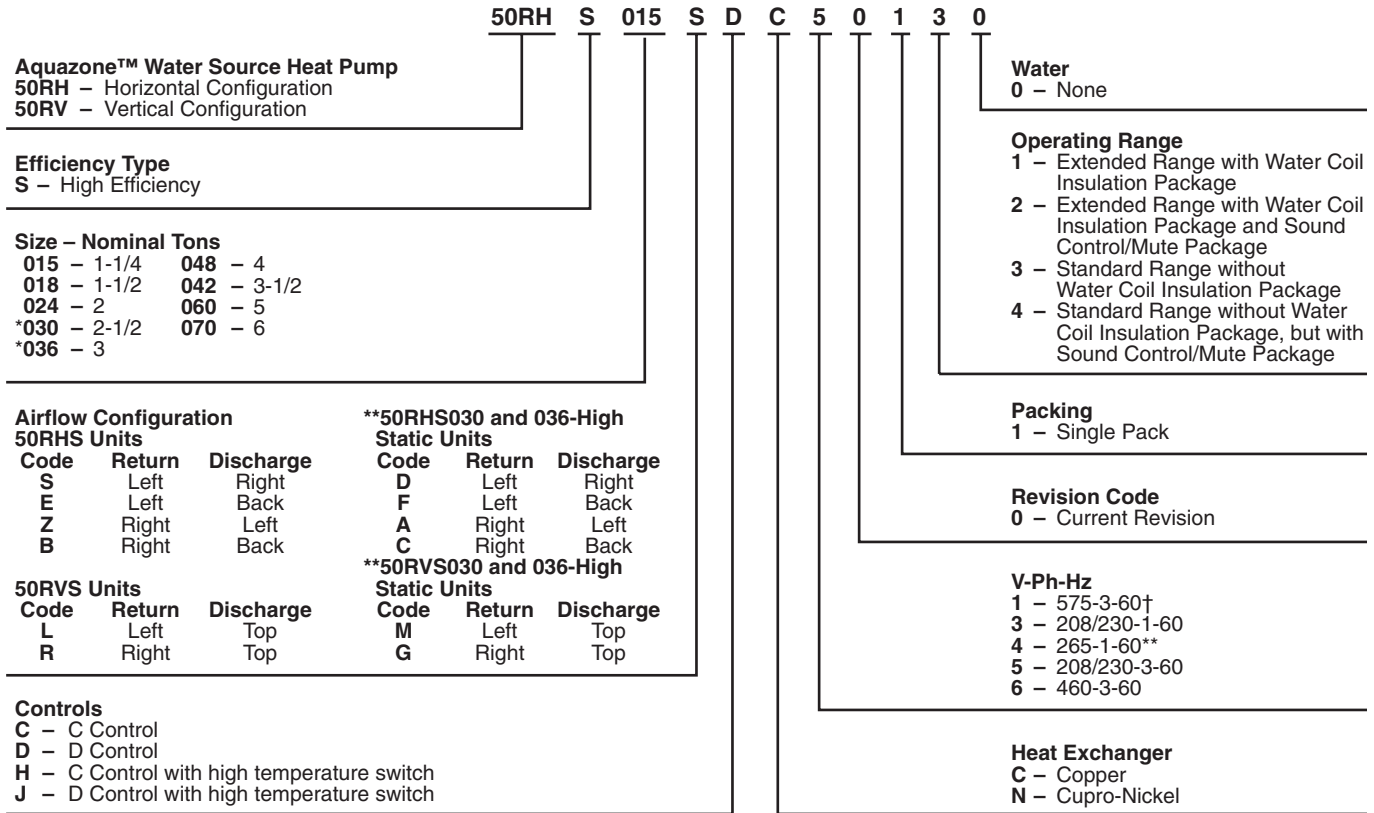 50RH S 015 S D C 5 0 1 3 0
Aquazone™ Water Source Heat Pump
50RH – Horizontal Configuration
50RV – Vertical Configuration
Efficiency Type
S – High Efficiency
Size – Nominal Tons
015 – 1-1/4 048 – 4
018 – 1-1/2 042 – 3-1/2
024 – 2 060 – 5
*030 – 2-1/2 070 – 6
*036 – 3
Airflow Configuration
50RHS Units
Code Return Discharge
S Left Right
E Left Back
Z Right Left
B Right Back
**50RHS030 and 036-High
Static Units
Code Return Discharge
D Left Right
F Left Back
A Right Left
C Right Back
50RVS Units
Code Return Discharge
L Left Top
R Right Top
**50RVS030 and 036-High
Static Units
Code Return Discharge
M Left Top
G Right Top
Controls
C – C Control
D – D Control
H – C Control with high temperature switch
J – D Control with high temperature switch
Water
0 – None
Operating Range
1 – Extended Range with Water Coil
Insulation Package
2 – Extended Range with Water Coil
Insulation Package and Sound
Control/Mute Package
3 – Standard Range without
Water Coil Insulation Package
4 – Standard Range without Water
Coil Insulation Package, but with
Sound Control/Mute Package
Packing
1 – Single Pack
Revision Code
0 – Current Revision
V-Ph-Hz
1 – 575-3-60†
3 – 208/230-1-60
4 – 265-1-60**
5 – 208/230-3-60
6 – 460-3-60
Heat Exchanger
C – Copper
N – Cupro-Nickel